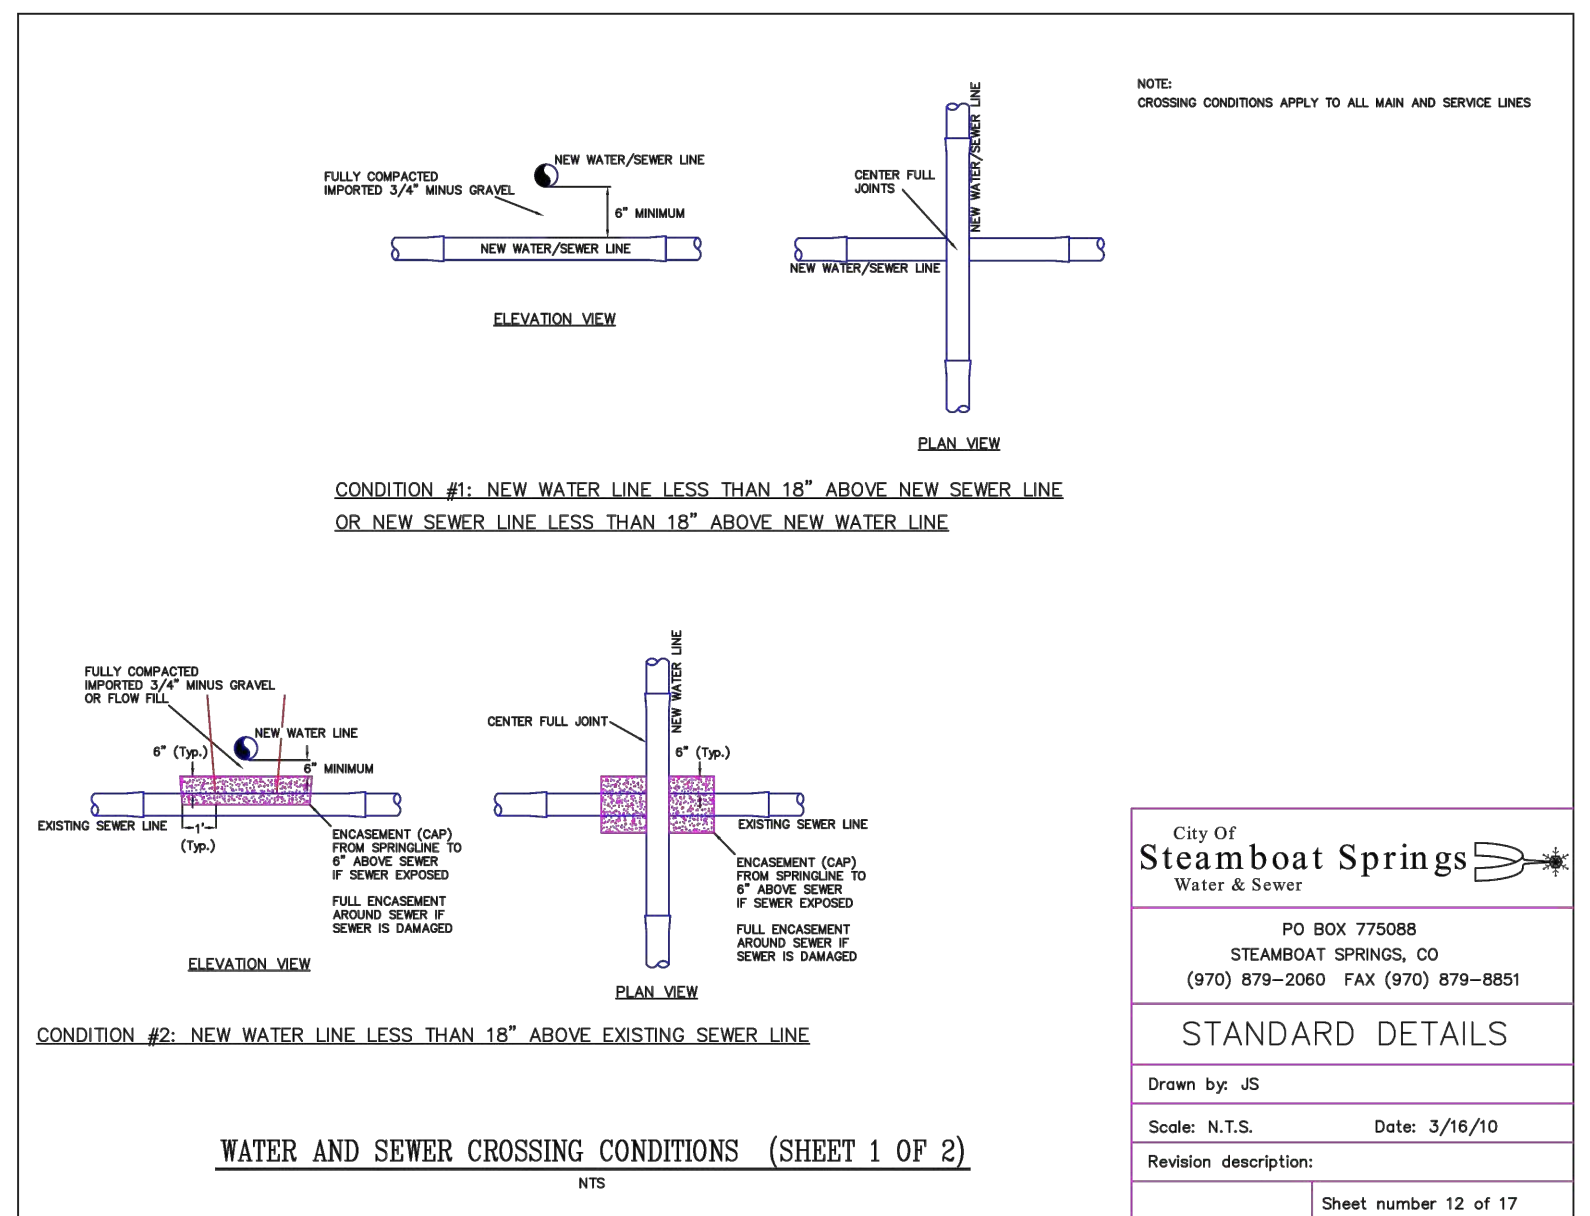 NOTE:
CROSSING CONDITIONS APPLY TO ALL MAIN AND SERVICE LINES
NEW WATER/SEWER LINE
FULLY COMPACTED
IMPORTED 3/4" MINUS GRAVEL
6" MINIMUM
NEW WATER/SEWER LINE
ELEVATION VIEW
NEW WATER/SEWER LINE
CENTER FULL
JOINTS
NEW WATER/SEWER LINE
PLAN VIEW
CONDITION #1: NEW WATER LINE LESS THAN 18" ABOVE NEW SEWER LINE
OR NEW SEWER LINE LESS THAN 18" ABOVE NEW WATER LINE
FULLY COMPACTED
IMPORTED 3/4" MINUS GRAVEL
OR FLOW FILL
NEW WATER LINE
6" (Typ.)
6" MINIMUM
EXISTING SEWER LINE
1'
(Typ.)
ENCASEMENT (CAP)
FROM SPRINGLINE TO
6" ABOVE SEWER
IF SEWER EXPOSED
FULL ENCASEMENT
AROUND SEWER IF
SEWER IS DAMAGED
ELEVATION VIEW
NEW WATER LINE
CENTER FULL JOINT
6" (Typ.)
EXISTING SEWER LINE
ENCASEMENT (CAP)
FROM SPRINGLINE TO
6" ABOVE SEWER
IF SEWER EXPOSED
FULL ENCASEMENT
AROUND SEWER IF
SEWER IS DAMAGED
PLAN VIEW
CONDITION #2: NEW WATER LINE LESS THAN 18" ABOVE EXISTING SEWER LINE
WATER AND SEWER CROSSING CONDITIONS (SHEET 1 OF 2)
NTS
City Of
Steamboat Springs
Water & Sewer
PO BOX 775088
STEAMBOAT SPRINGS, CO
(970) 879-2060 FAX (970) 879-8851
STANDARD DETAILS
Drawn by: JS
Scale: N.T.S. Date: 3/16/10
Revision description:
Sheet number 12 of 17